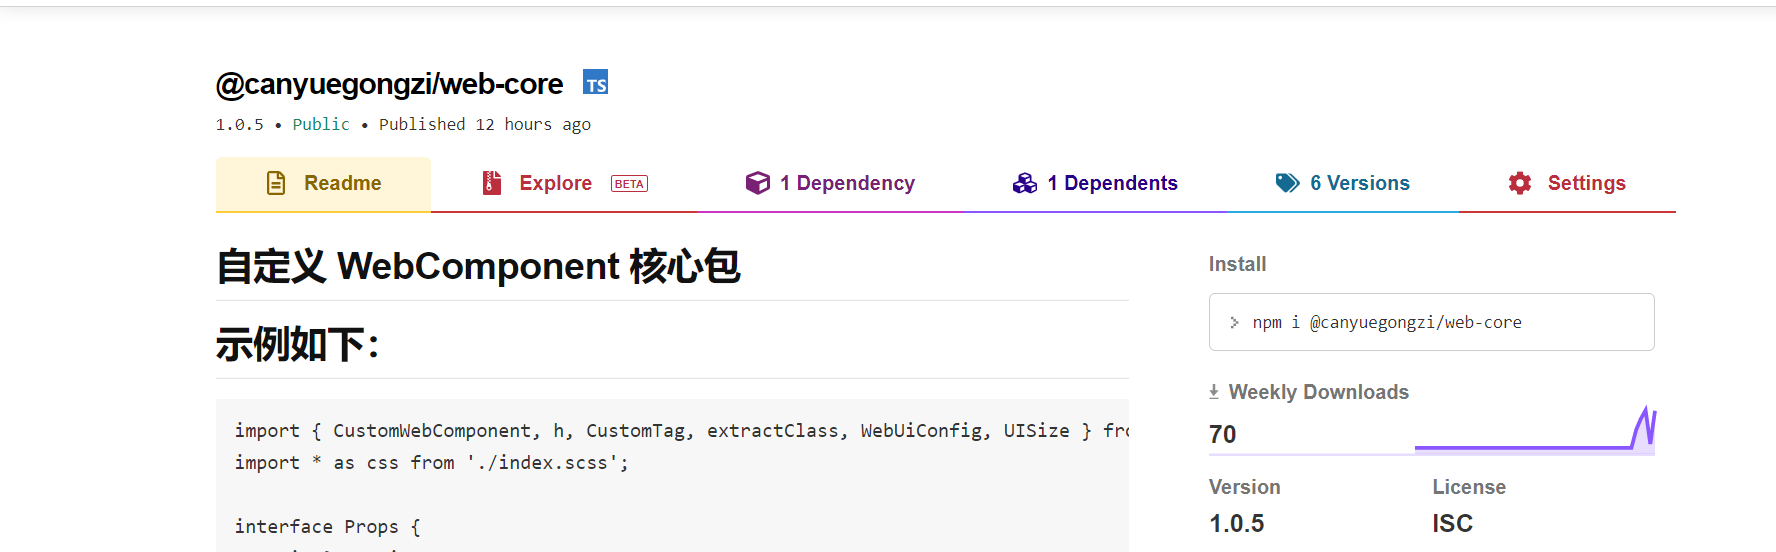 @canyuegongzi/web-core TS
1.0.5 • Public • Published 12 hours ago
Readme
Explore BETA
1 Dependency
1 Dependents
6 Versions
Settings
自定义 WebComponent 核心包
示例如下：
import { CustomWebComponent, h, CustomTag, extractClass, WebUiConfig, UISize } fro
import * as css from './index.scss';
interface Props {
Install
> npm i @canyuegongzi/web-core
Weekly Downloads
70
Version
License
1.0.5
ISC